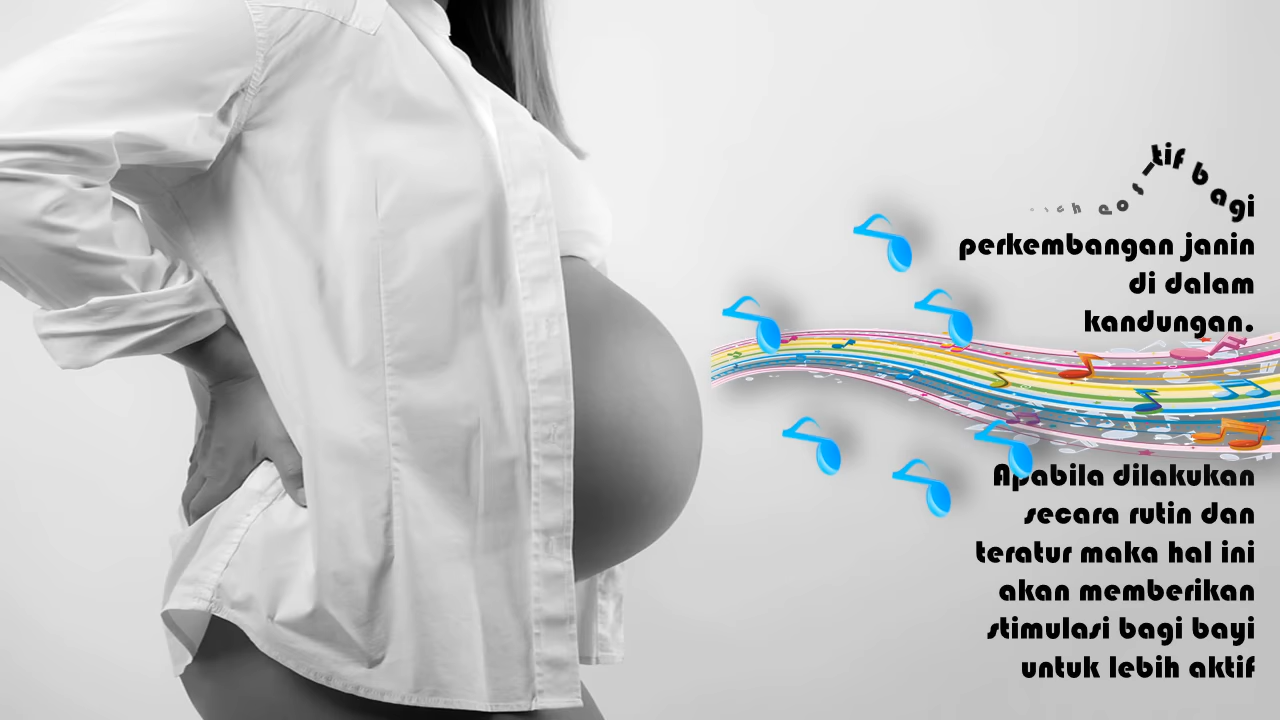 bagi
perkembangan janin
di dalam
kandungan.
Apabila dilakukan
secara rutin dan
teratur maka hal ini
akan memberikan
stimulasi bagi bayi
untuk lebih aktif